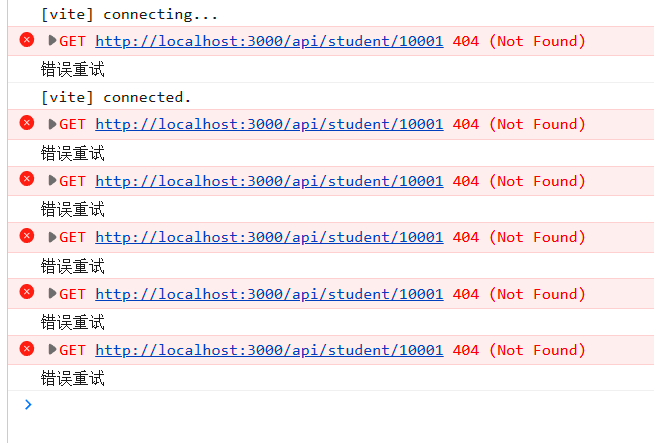 [vite] connecting...
GET http://localhost:3000/api/student/10001 404 (Not Found)
错误重试
[vite] connected.
GET http://localhost:3000/api/student/10001 404 (Not Found)
错误重试
GET http://localhost:3000/api/student/10001 404 (Not Found)
错误重试
GET http://localhost:3000/api/student/10001 404 (Not Found)
错误重试
GET http://localhost:3000/api/student/10001 404 (Not Found)
错误重试
GET http://localhost:3000/api/student/10001 404 (Not Found)
错误重试